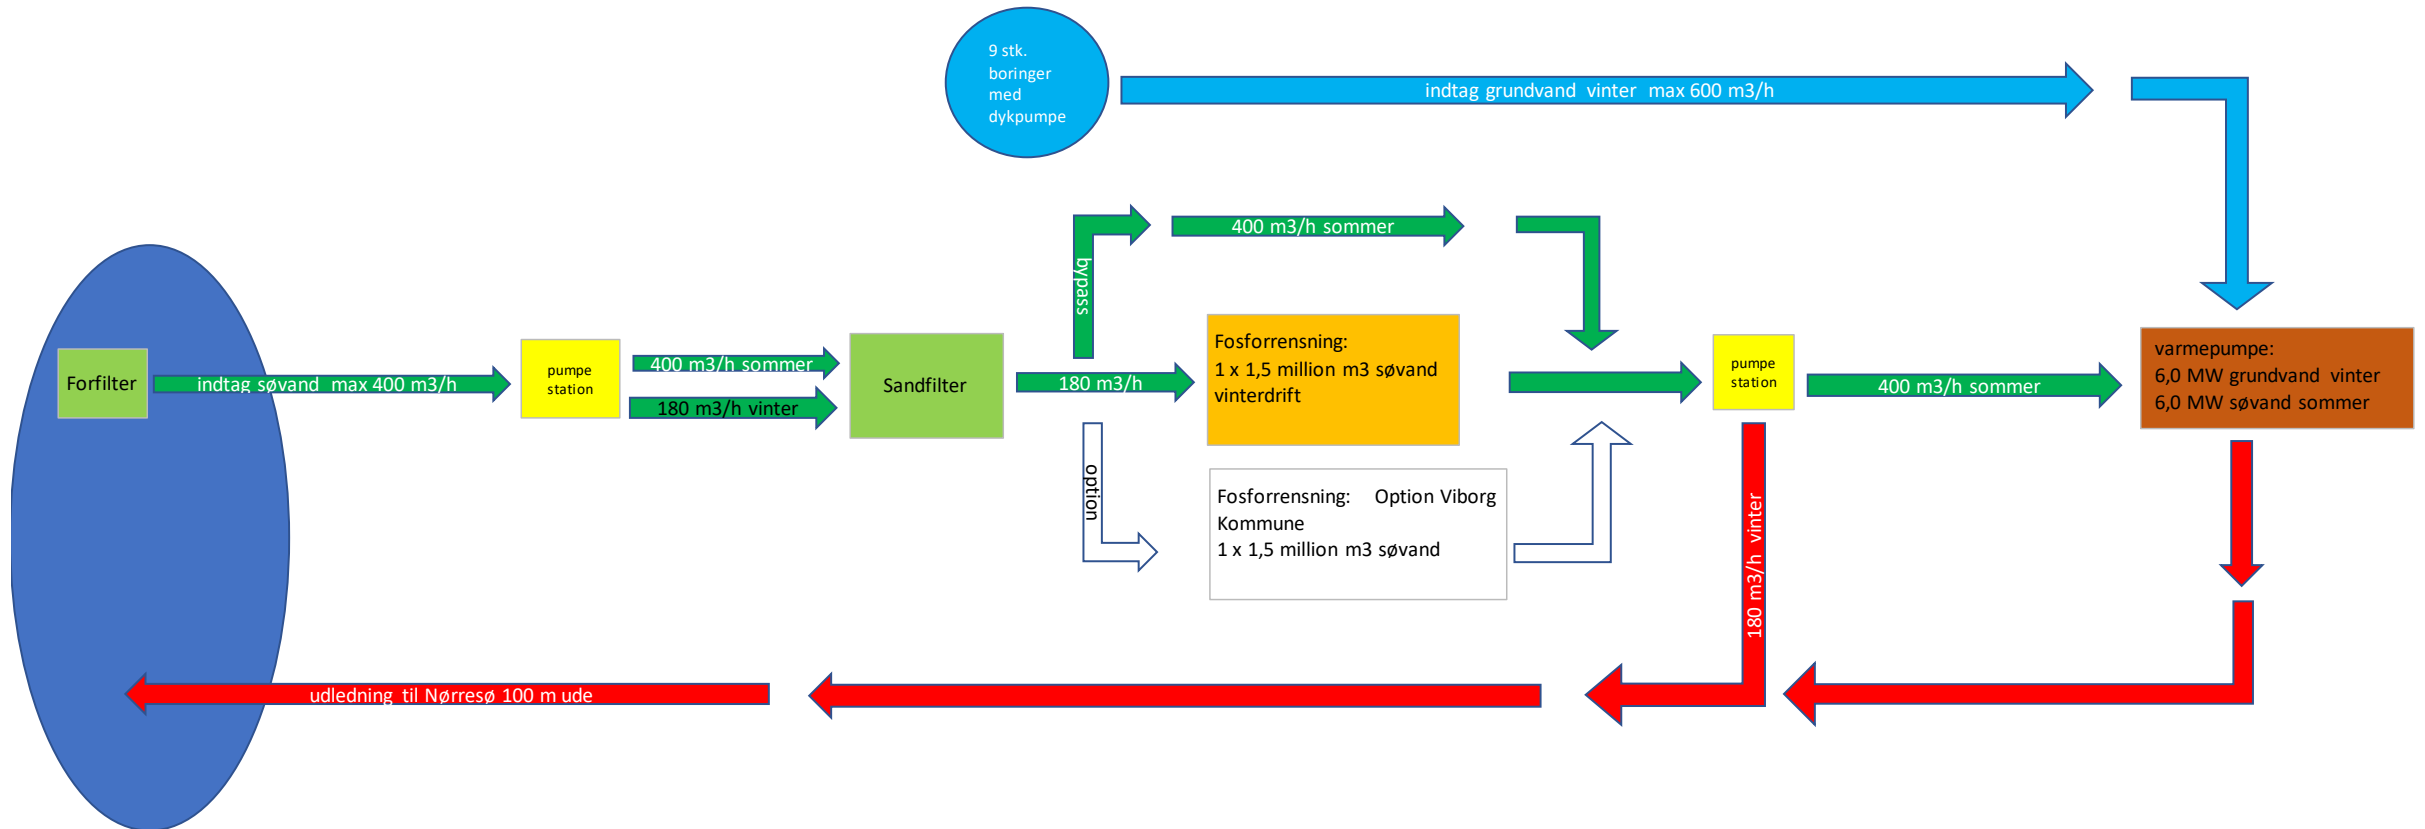 9 stk.
boringer
med
dykpumpe
indtag grundvand vinter max 600 m3/h
bypass
400 m3/h sommer
Forfilter
indtag søvand max 400 m3/h
pumpe
station
400 m3/h sommer
180 m3/h vinter
Sandfilter
180 m3/h
Fosforrensning:
1 x 1,5 million m3 søvand
vinterdrift
pumpe
station
400 m3/h sommer
varmepumpe:
6,0 MW grundvand vinter
6,0 MW søvand sommer
option
Fosforrensning: Option Viborg
Kommune
1 x 1,5 million m3 søvand
180 m3/h vinter
udledning til Nørresø 100 m ude